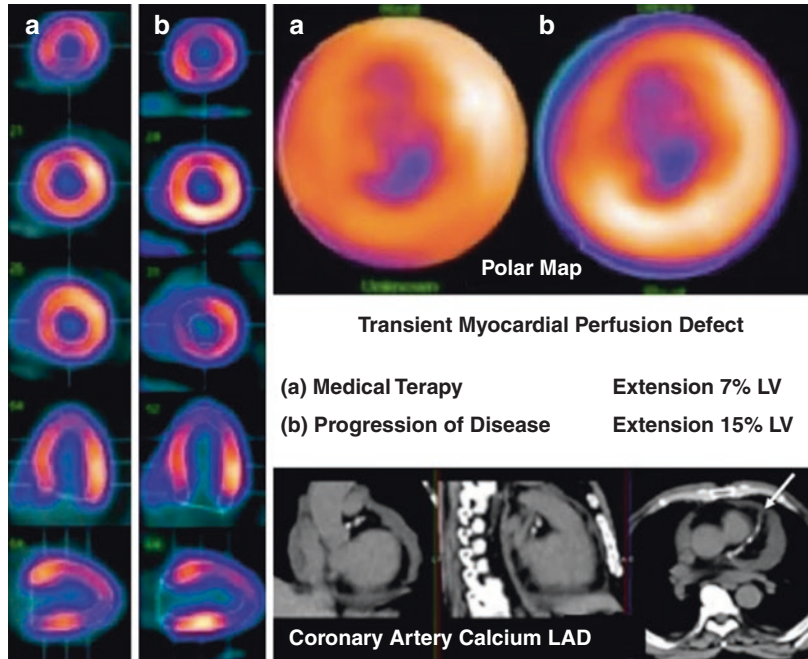 a
b
a
b
Polar Map
Transient Myocardial Perfusion Defect
(a) Medical Terapy Extension 7% LV
(b) Progression of Disease Extension 15% LV
Coronary Artery Calcium LAD